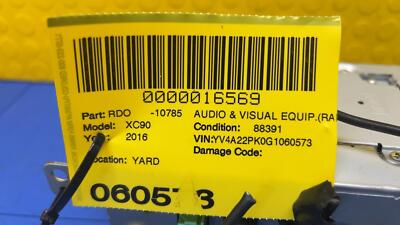 0000016569
Part: RDO -10785 AUDIO & VISUAL EQUIP.(RA
Model: XC90 Condition: 88391
2016 VIN:YV4A22PK0G1060573
Damage Code:
Location: YARD
060573